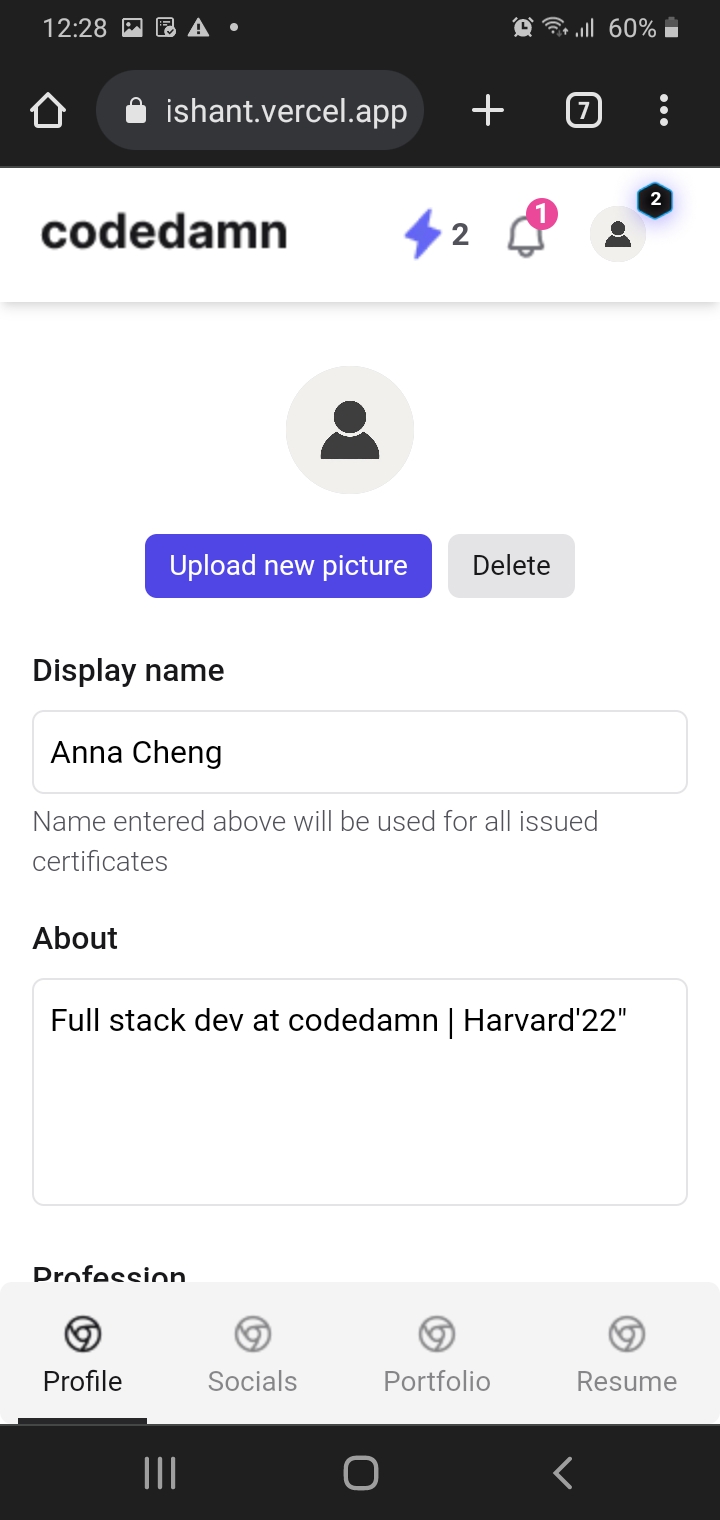 12:28 60%
ishant.vercel.app 7
codedamn 2 1 2
Upload new picture Delete
Display name
Anna Cheng
Name entered above will be used for all issued
certificates
About
Full stack dev at codedamn | Harvard'22"
Profession
Profile Socials Portfolio Resume